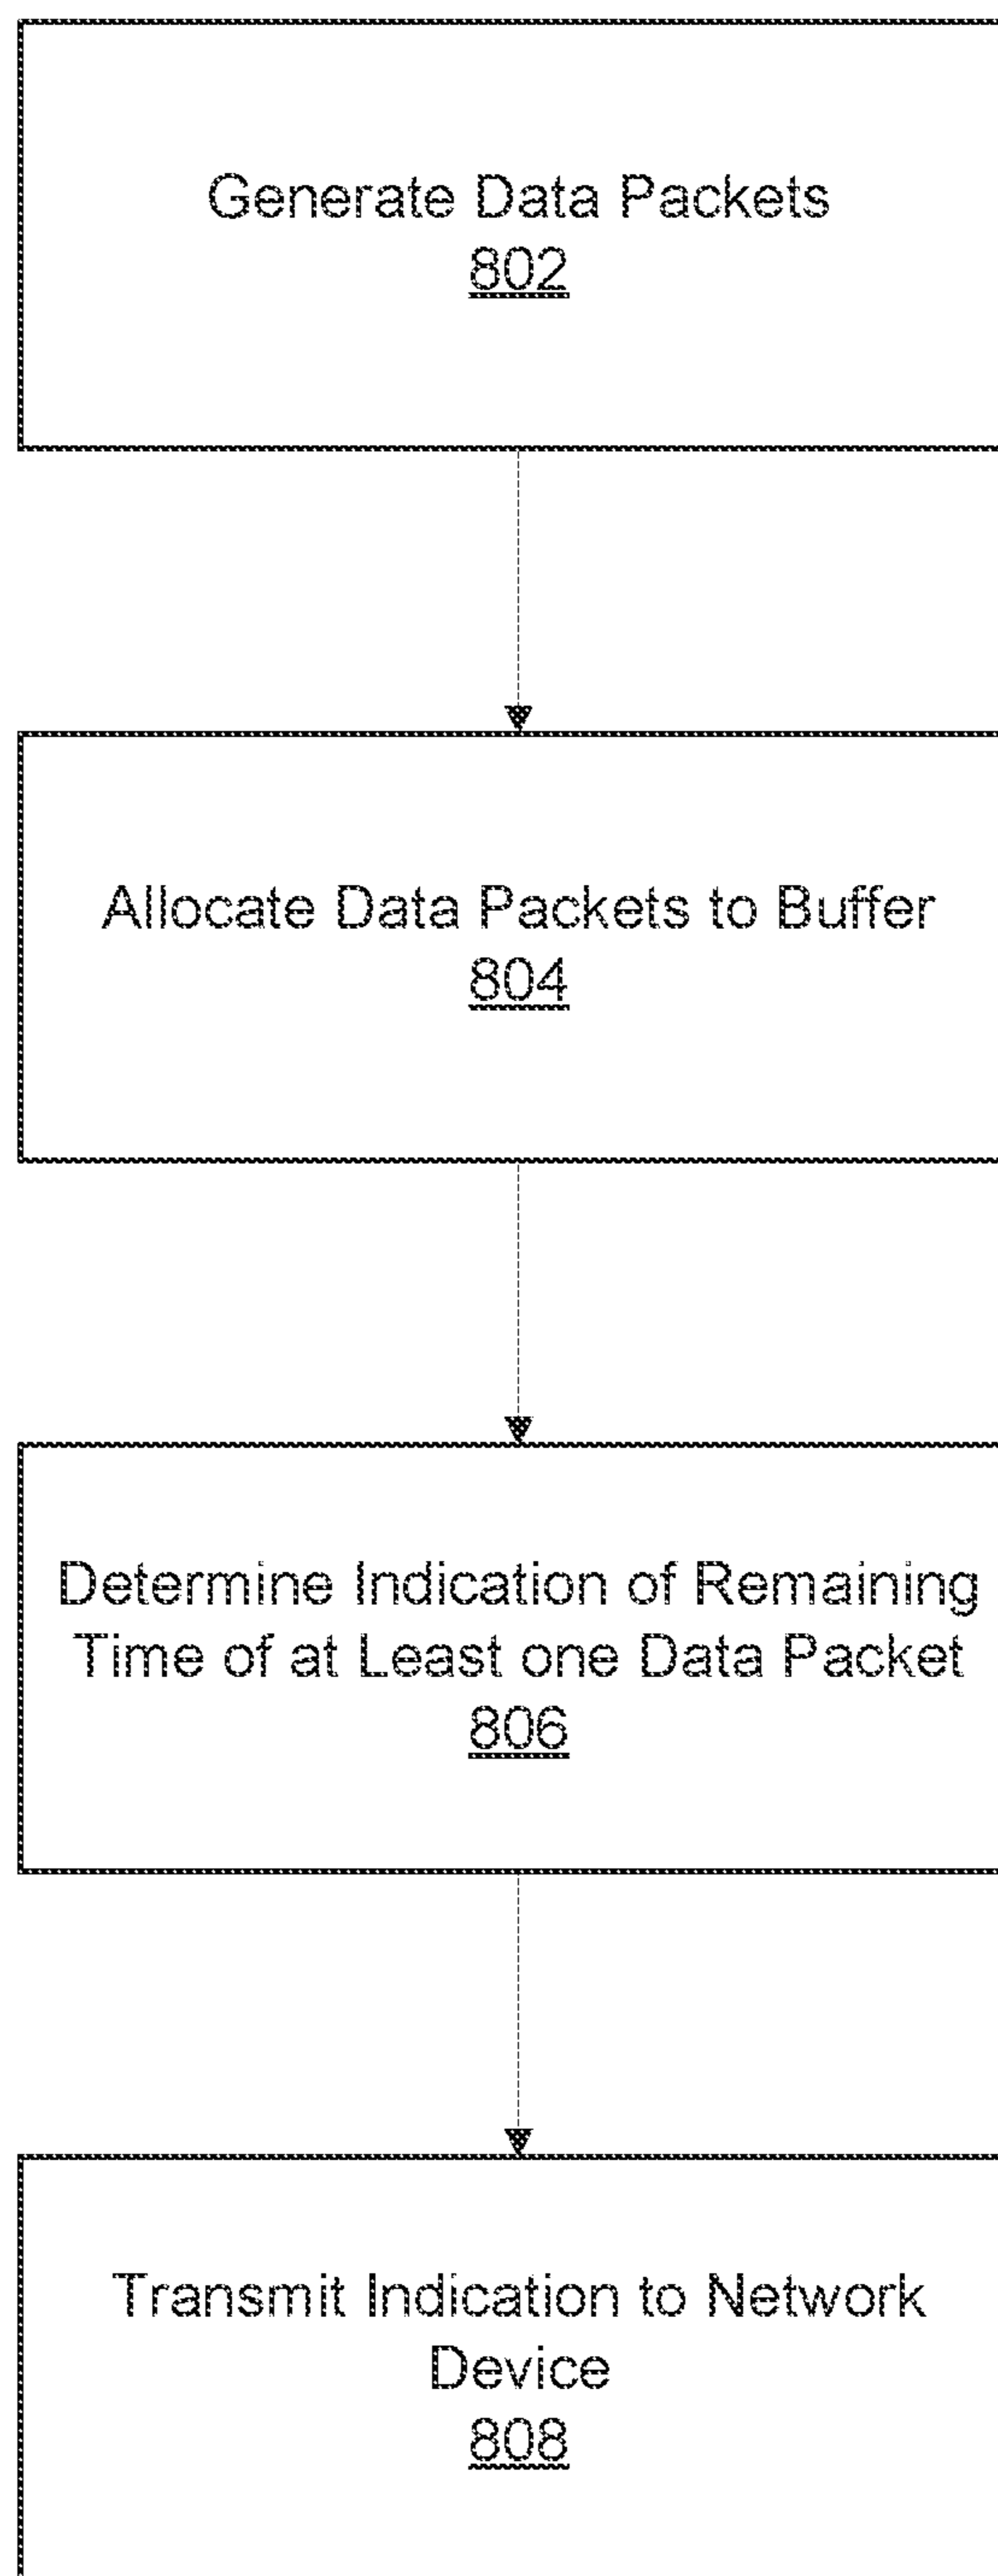 Generate Data Packets
802
Allocate Data Packets to Buffer
804
Determine Indication of Remaining
Time of at Least one Data Packet
806
Transmit Indication to Network
Device
808